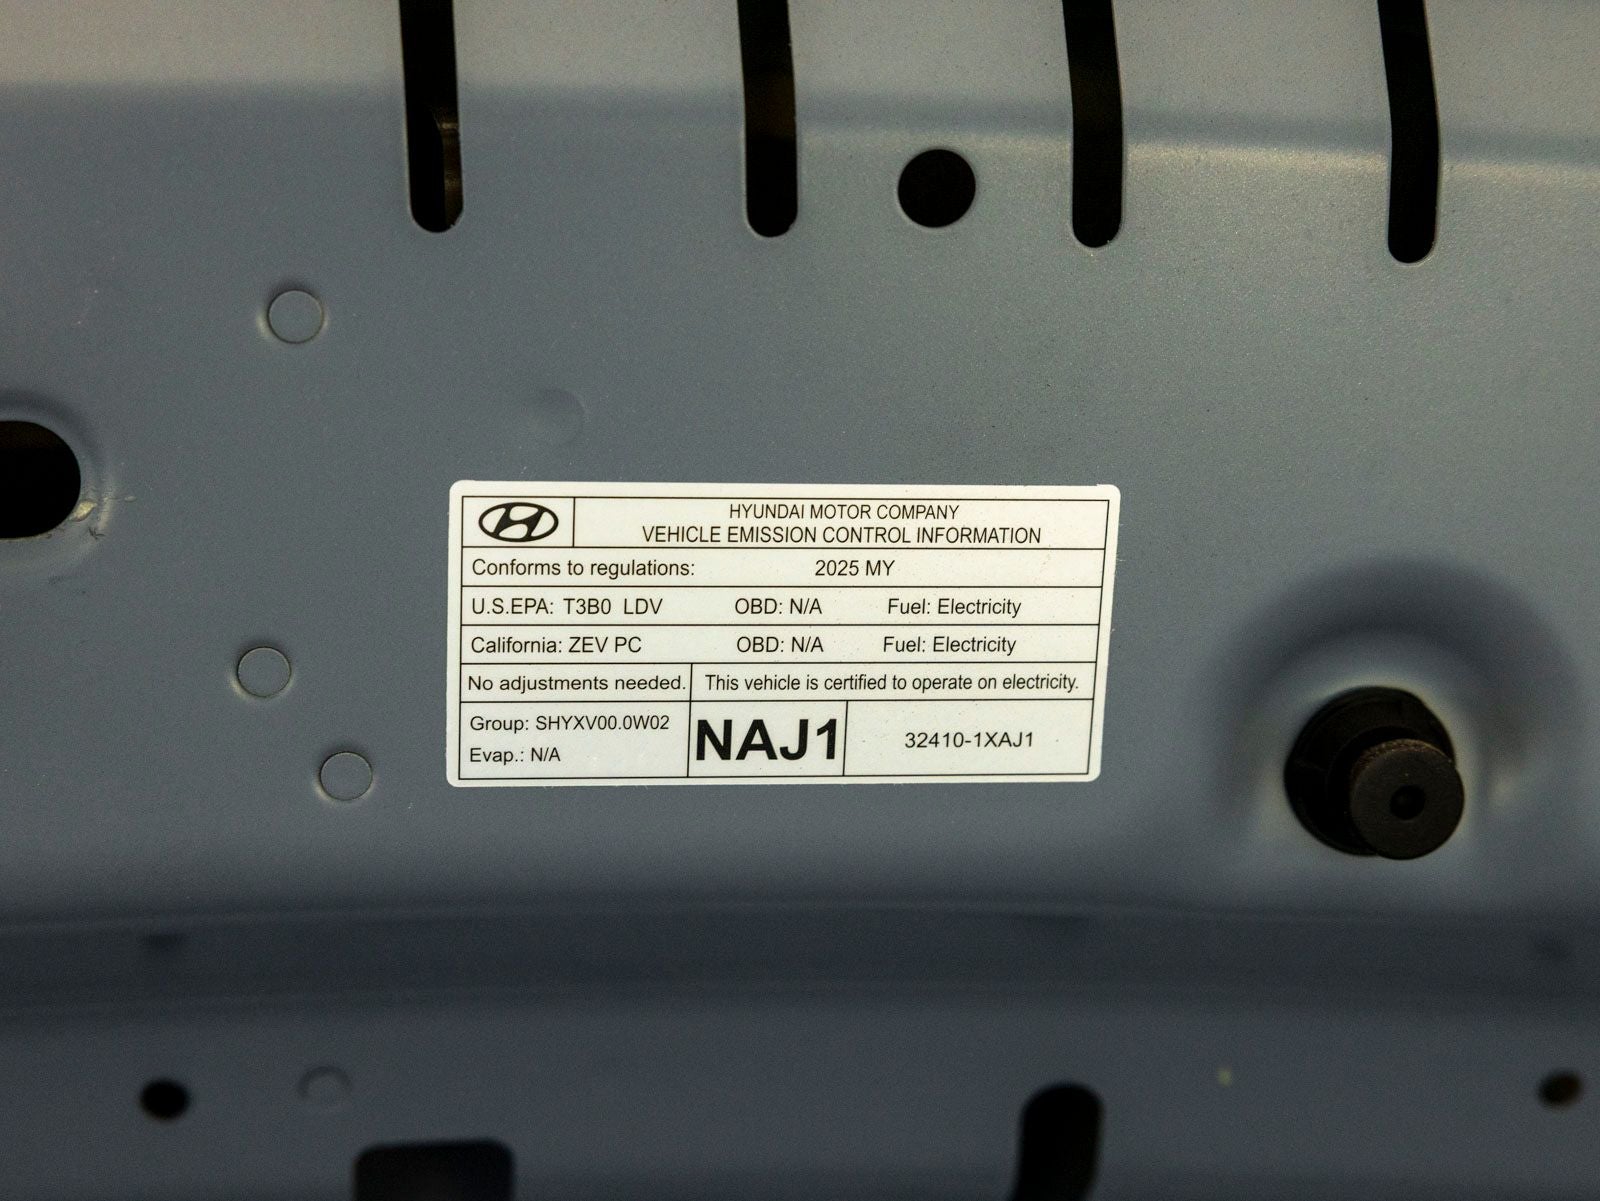 HYUNDAI MOTOR COMPANY
VEHICLE EMISSION CONTROL INFORMATION
Conforms to regulations: 2025 MY
U.S.EPA: T3B0 LDV OBD: N/A Fuel: Electricity
California: ZEV PC OBD: N/A Fuel: Electricity
No adjustments needed. This vehicle is certified to operate on electricity.
Group: SHYXV00.0W02
Evap.: N/A
NAJ1
32410-1XAJ1